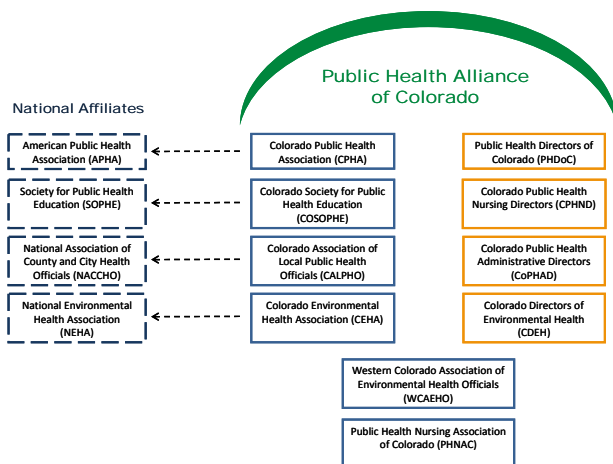 Public Health Alliance
of Colorado
National Affiliates
American Public Health
Association (APHA)
Colorado Public Health
Association (CPHA)
Public Health Directors of
Colorado (PHDoC)
Society for Public Health
Education (SOPHE)
Colorado Society for Public
Health Education
(COSOPHE)
Colorado Public Health
Nursing Directors (CPHND)
National Association of
County and City Health
Officials (NACCHO)
Colorado Association of
Local Public Health
Officials (CALPHO)
Colorado Public Health
Administrative Directors
(CoPHAD)
National Environmental
Health Association
(NEHA)
Colorado Environmental
Health Association (CEHA)
Colorado Directors of
Environmental Health
(CDEH)
Western Colorado Association of
Environmental Health Officials
(WCAEHO)
Public Health Nursing Association
of Colorado (PHNAC)